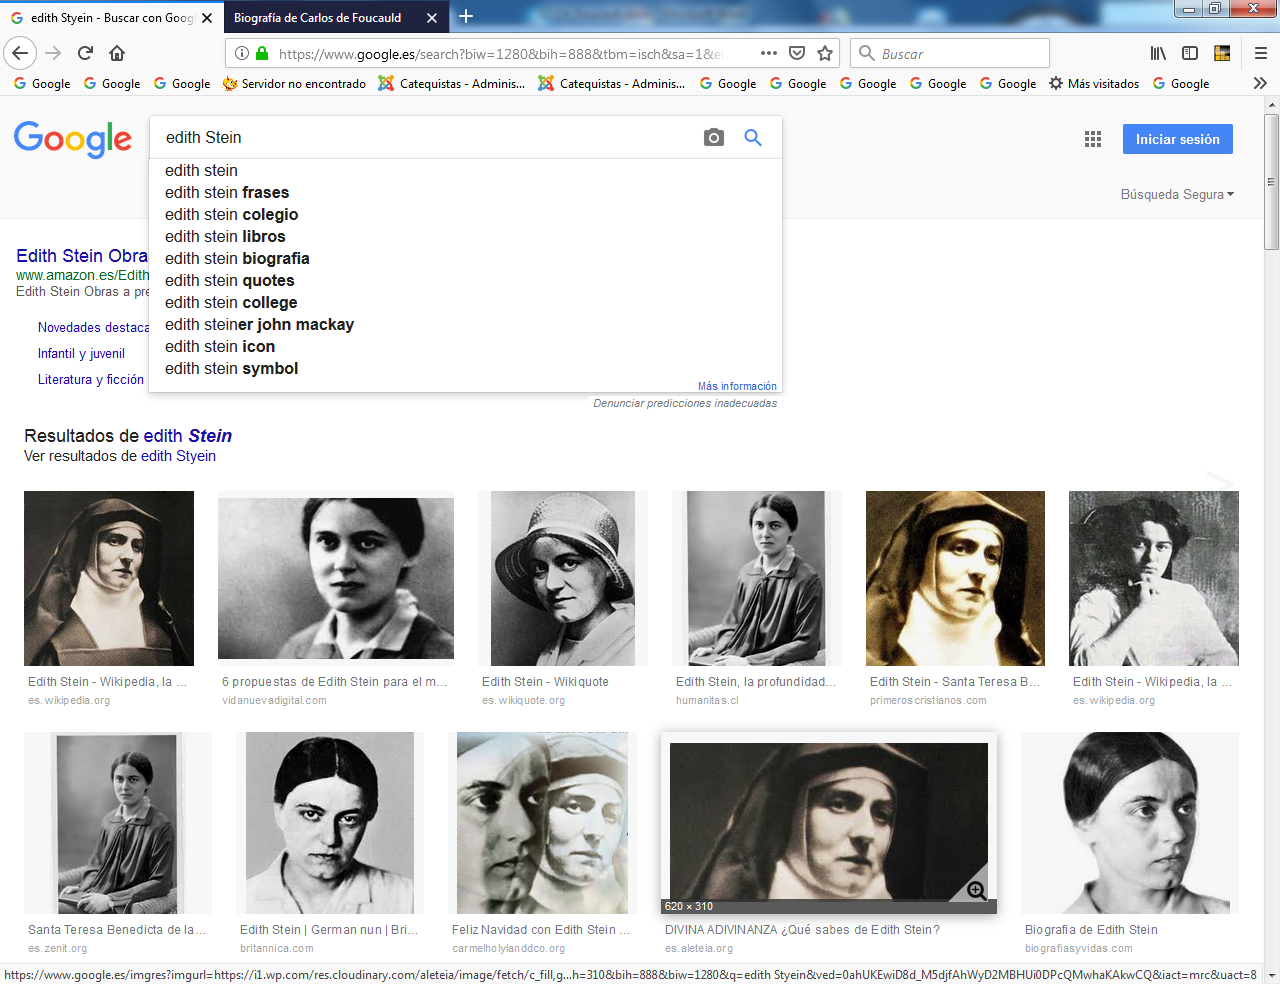 edith Styein - Buscar con Goog
Biografía de Carlos de Foucauld
https://www.google.es/search?biw=1280&bih=888&tbm=isch&sa=1&e
Buscar
Google
Google
Google
Servidor no encontrado
Catequistas - Adminis...
Catequistas - Adminis...
Google
Google
Google
Google
Google
Más visitados
Google
Google
edith Stein
Iniciar sesión
Búsqueda Segura
edith stein
edith stein frases
edith stein colegio
edith stein libros
edith stein biografia
edith stein quotes
edith stein college
edith steiner john mackay
edith stein icon
edith stein symbol
Más información
Denunciar predicciones inadecuadas
Edith Stein Obra
www.amazon.es/Edith
Edith Stein Obras a pre
Novedades destaca
Infantil y juvenil
Literatura y ficción
Resultados de edith Stein
Ver resultados de edith Styein
Edith Stein - Wikipedia, la ...
es.wikipedia.org
6 propuestas de Edith Stein para el m...
vidanuevadigital.com
Edith Stein - Wikiquote
es.wikiquote.org
Edith Stein, la profundidad...
humanitas.cl
Edith Stein - Santa Teresa B...
primeroscristianos.com
Edith Stein - Wikipedia, la ...
es.wikipedia.org
Santa Teresa Benedicta de la...
es.zenit.org
Edith Stein | German nun | Bri...
britannica.com
Feliz Navidad con Edith Stein ...
carmelholylanddco.org
620 × 310
DIVINA ADIVINANZA ¿Qué sabes de Edith Stein?
es.aleteia.org
Biografia de Edith Stein
biografiasyvidas.com
https://www.google.es/imgres?imgurl=https://i1.wp.com/res.cloudinary.com/aleteia/image/fetch/c_fill,g...h=310&bih=888&biw=1280&q=edith Styein&ved=0ahUKEwiD8d_M5djfAhWyD2MBHUi0DPcQMwhaKAkwCQ&iact=mrc&uact=8